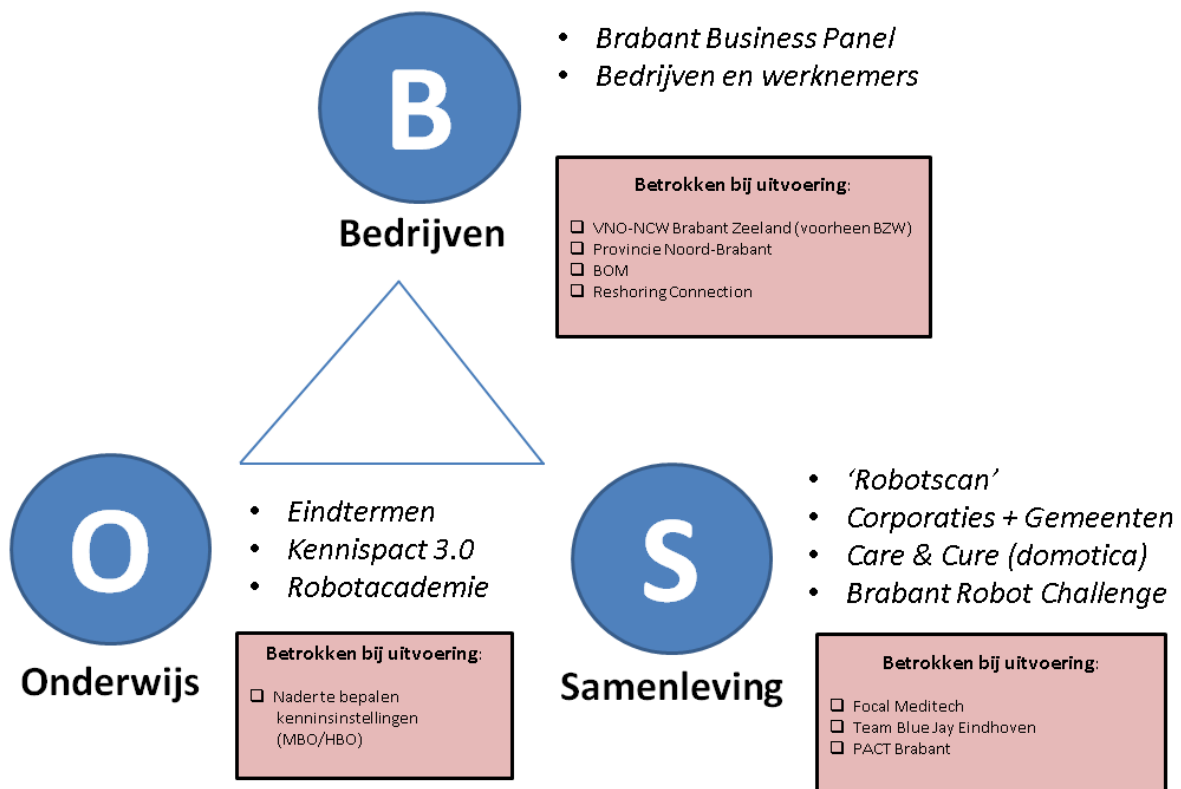 B
Bedrijven
• Brabant Business Panel
• Bedrijven en werknemers
Betrokken bij uitvoering:
❑ VNO-NCW Brabant Zeeland (voorheen BZW)
❑ Provincie Noord-Brabant
❑ BOM
❑ Reshoring Connection
O
Onderwijs
• Eindtermen
• Kennispact 3.0
• Robotacademie
Betrokken bij uitvoering:
❑ Nader te bepalen
kenninsinstellingen
(MBO/HBO)
S
Samenleving
• ‘Robotscan’
• Corporaties + Gemeenten
• Care & Cure (domotica)
• Brabant Robot Challenge
Betrokken bij uitvoering:
❑ Focal Meditech
❑ Team Blue Jay Eindhoven
❑ PACT Brabant